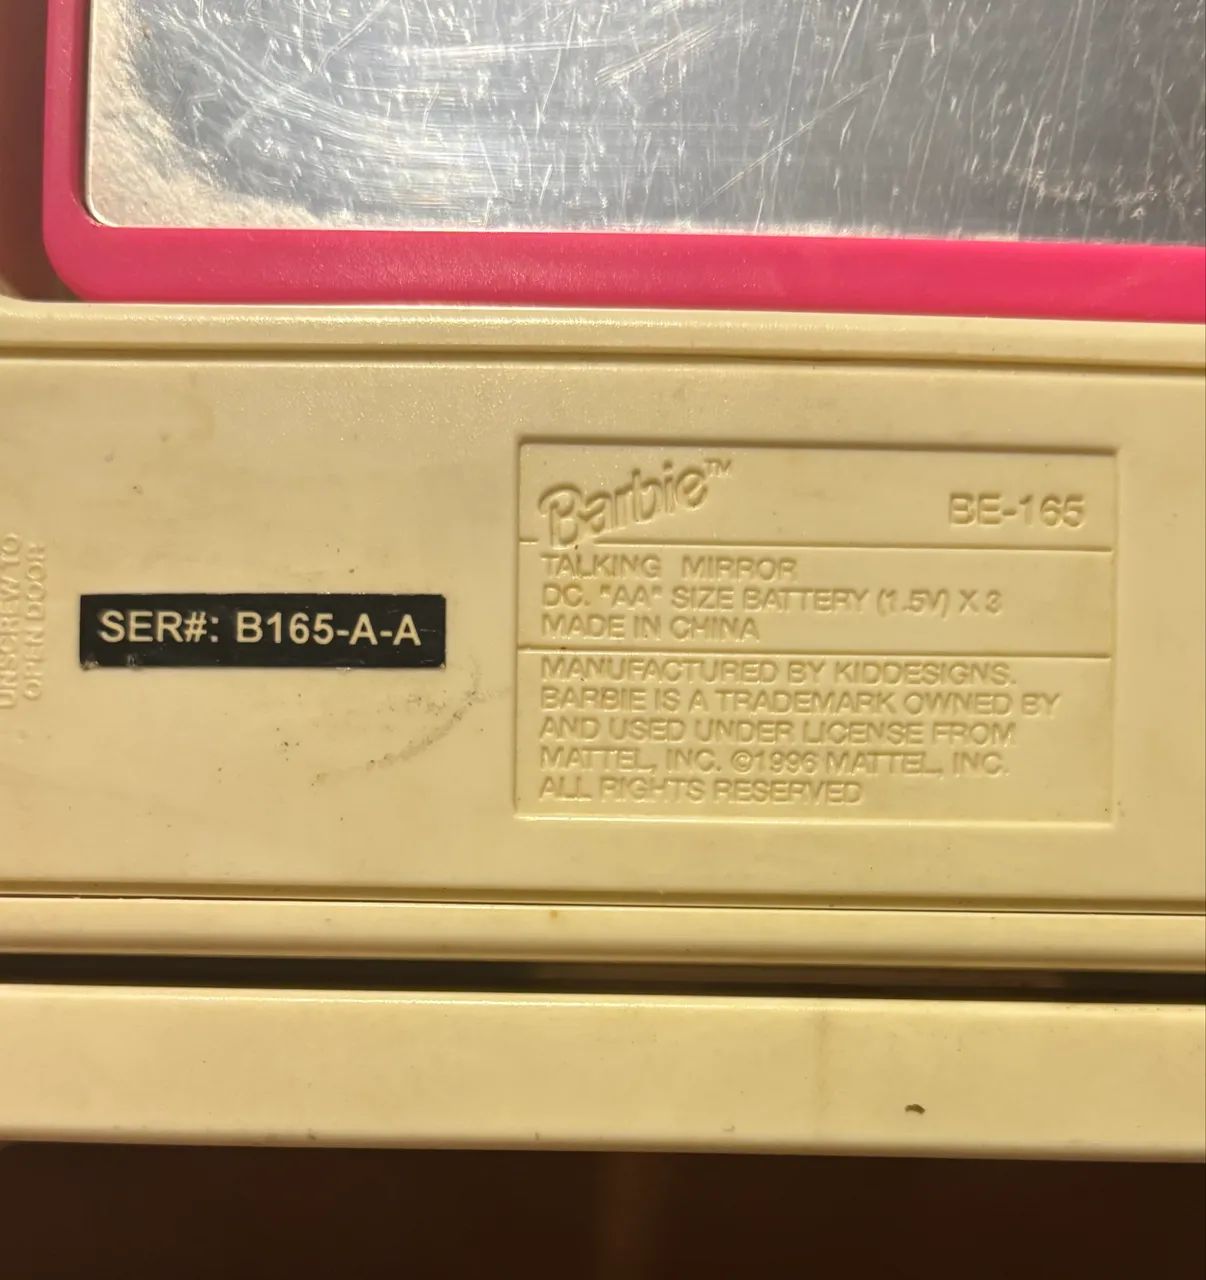 UNSCREW TO
OPEN DOOR
SER#: B165-A-A
Barbie™ BE-165
TALKING MIRROR
DC. "AA" SIZE BATTERY (1.5V) X 3
MADE IN CHINA
MANUFACTURED BY KIDDESIGNS.
BARBIE IS A TRADEMARK OWNED BY
AND USED UNDER LICENSE FROM
MATTEL, INC. ©1996 MATTEL, INC.
ALL RIGHTS RESERVED